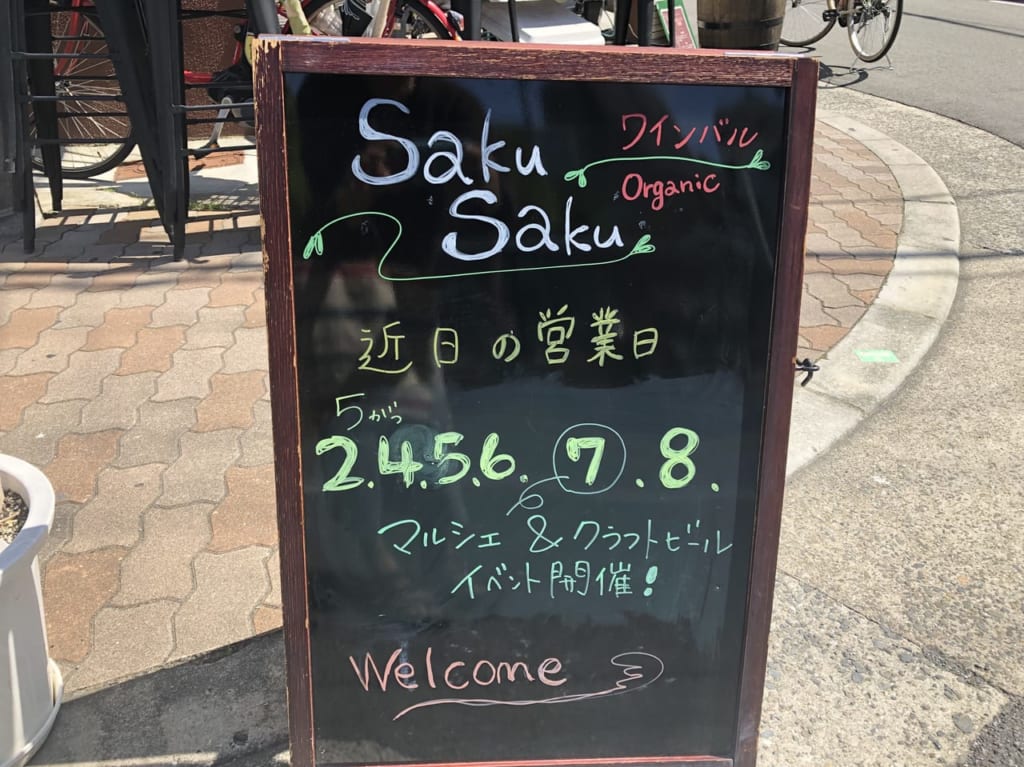 Saku
Saku
ワインバル
Organic
近日の営業日
5がつ
2.4.5.6.7.8.
マルシェ&クラフトビール
イベント開催!
Welcome